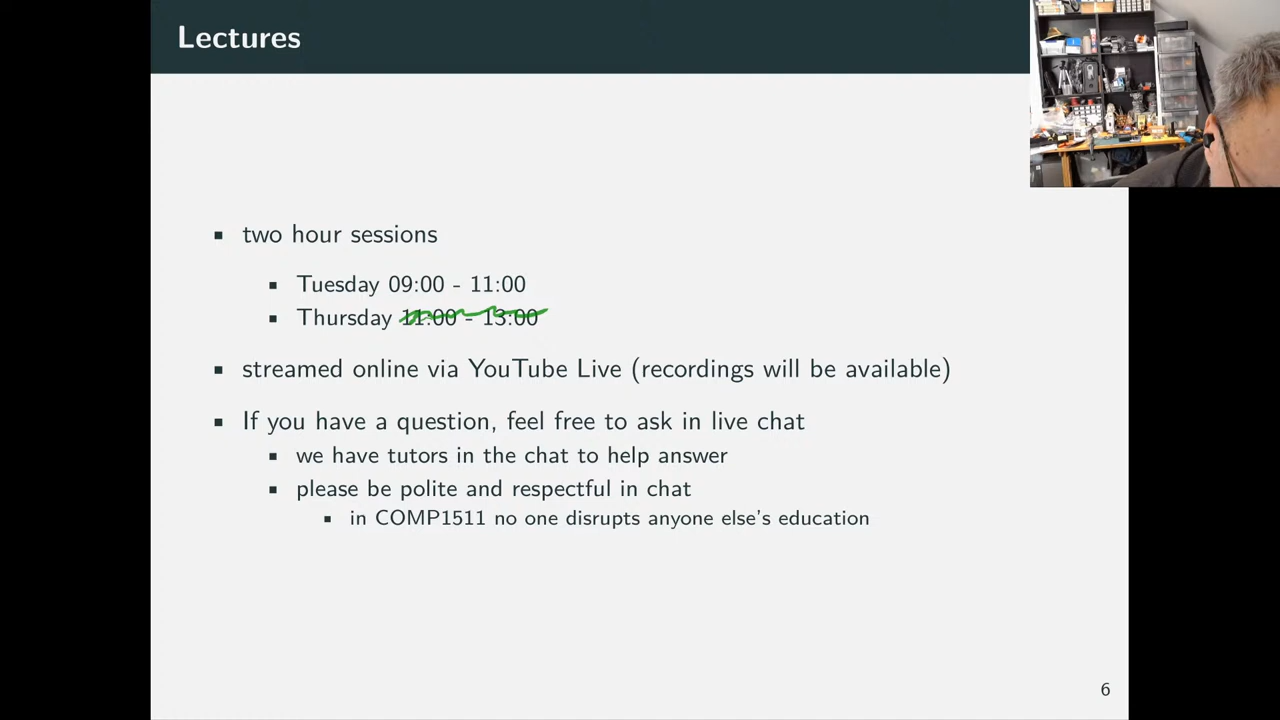 Lectures
two hour sessions
Tuesday 09:00 - 11:00
Thursday 11:00 - 13:00
streamed online via YouTube Live (recordings will be available)
If you have a question, feel free to ask in live chat
we have tutors in the chat to help answer
please be polite and respectful in chat
in COMP1511 no one disrupts anyone else's education
6